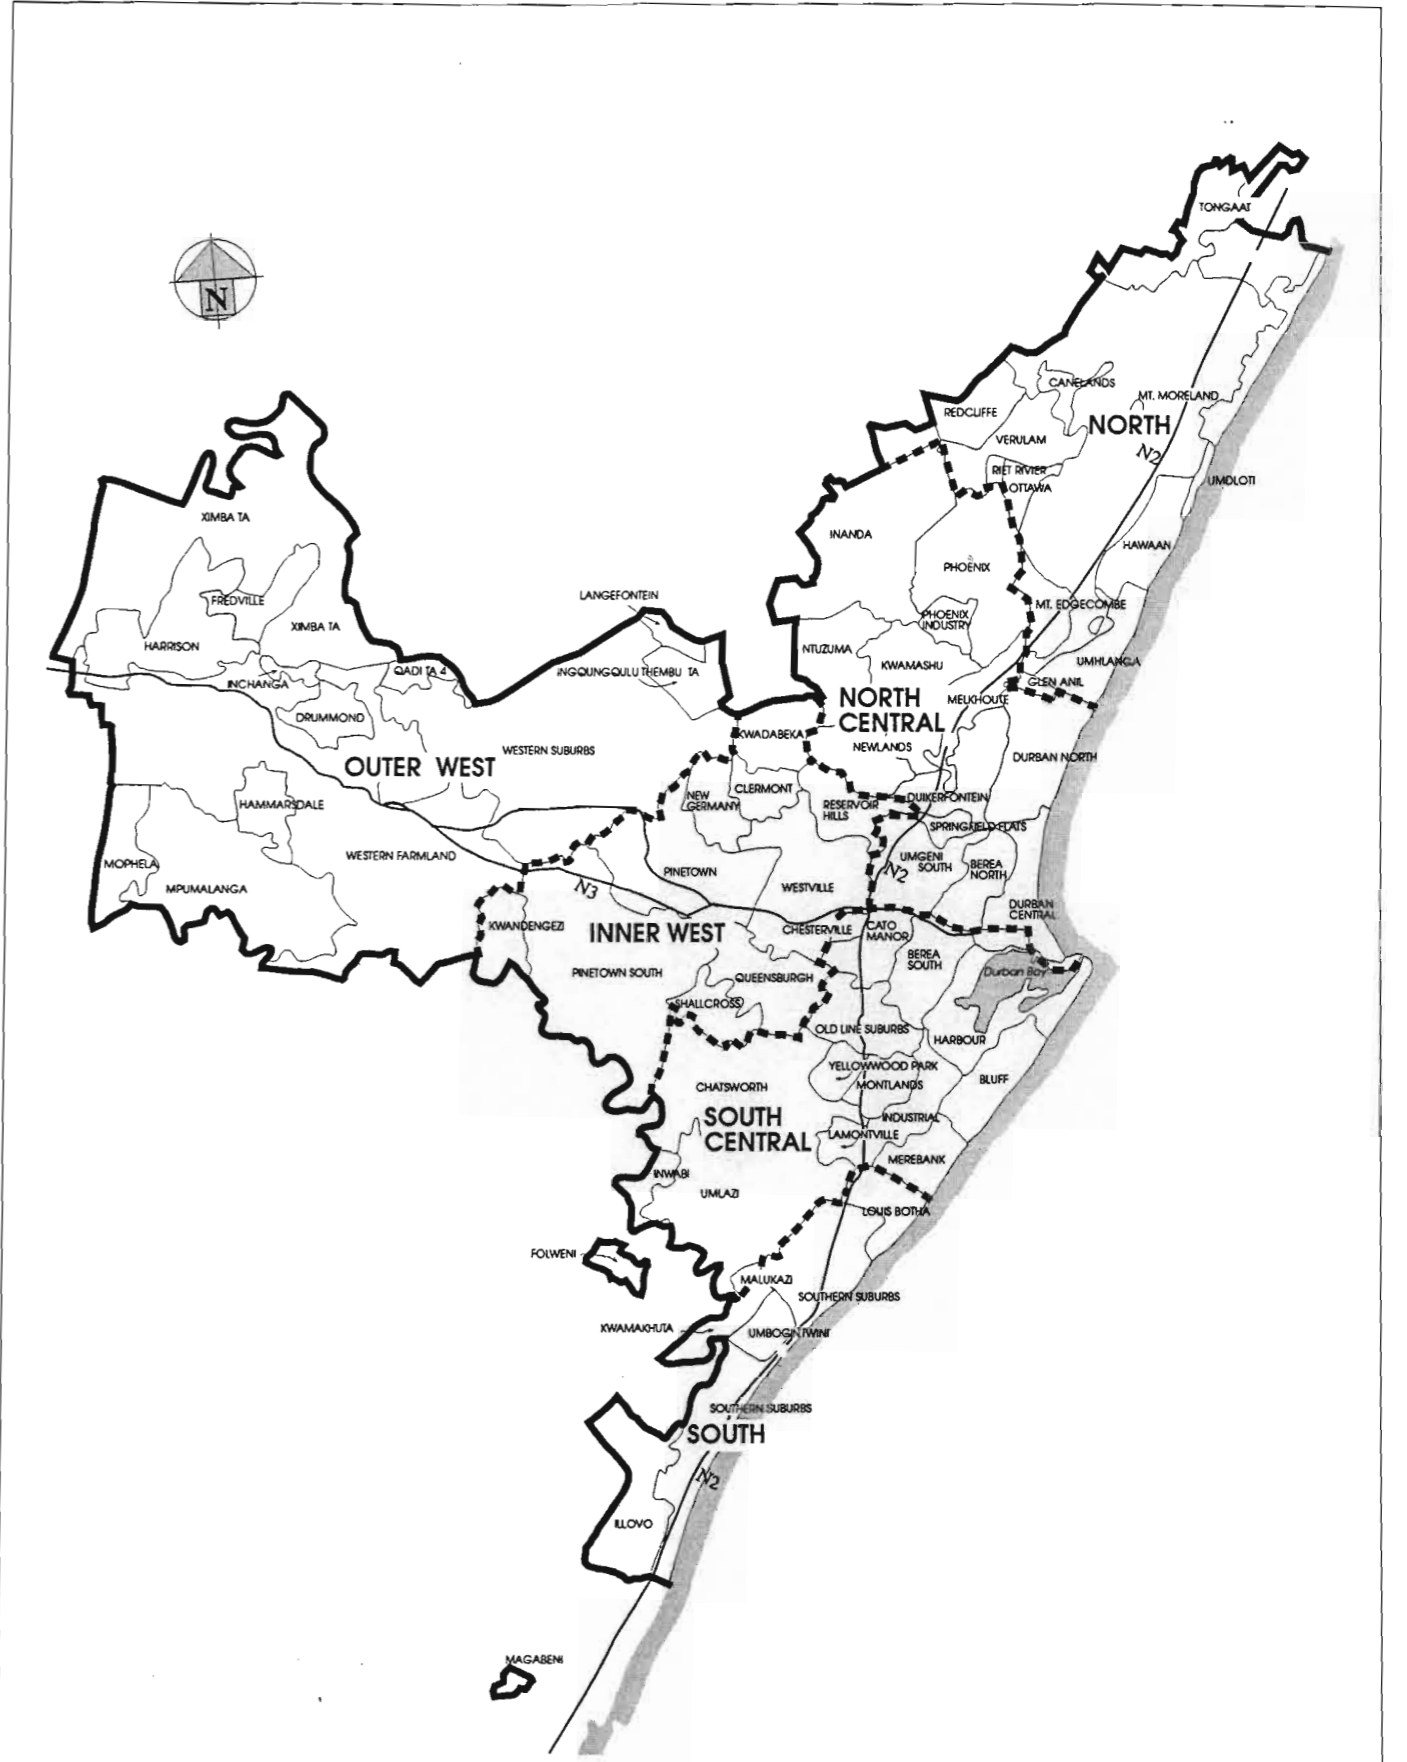 TONGAAT
N
CANELANDS
MT. MORELAND
REDCLIFFE
NORTH
VERULAM
N2
RIET RIVIER
UMDLOTI
OTTAWA
XIMBA TA
INANDA
HAWAAN
PHOENIX
LANGEFONTEIN
FREDVILLE
MT. EDGECOMBE
PHOENIX
INDUSTRY
XIMBA TA
HARRISON
NTUZUMA
KWAMASHU
UMHLANGA
QADI TA 4
INGQUNGQULU THEMBU TA
INCHANGA
GLEN ANIL
NORTH
CENTRAL
MELKHOUTE
DRUMMOND
KWADABEKA
NEWLANDS
WESTERN SUBURBS
DURBAN NORTH
OUTER WEST
CLERMONT
NEW
GERMANY
DUIKERFONTEIN
HAMMARSDALE
RESERVOIR
HILLS
SPRINGFIELD FLATS
WESTERN FARMLAND
UMGENI
SOUTH
BEREA
NORTH
MOPHELA
N2
PINETOWN
MPUMALANGA
N3
WESTVILLE
DURBAN
CENTRAL
KWANDENGEZI
INNER WEST
CHESTERVILLE
CATO
MANOR
BEREA
SOUTH
PINETOWN SOUTH
QUEENSBURGH
Durban Bay
SHALLCROSS
OLD LINE SUBURBS
HARBOUR
YELLOWWOOD PARK
BLUFF
CHATSWORTH
MONTLANDS
SOUTH
CENTRAL
INDUSTRIAL
LAMONTVILLE
MEREBANK
INWABI
UMLAZI
LOUIS BOTHA
FOLWENI
MALUKAZI
SOUTHERN SUBURBS
KWAMAKHUTA
UMBOGINTWINI
SOUTHERN SUBURBS
SOUTH
N2
ILLOVO
MAGABENI